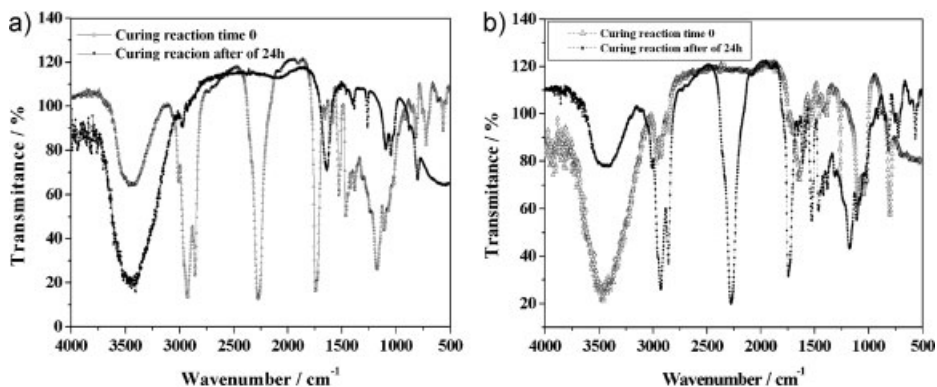 a)
Curing reaction time 0
Curing reacion after of 24h
Transmitance / %
140
120
100
80
60
40
20
0
4000 3500 3000 2500 2000 1500 1000 500
Wavenumber / cm⁻¹
b)
Curing reaction time 0
Curing reaction after of 24h
Transmitance / %
140
120
100
80
60
40
20
4000 3500 3000 2500 2000 1500 1000 500
Wavenumber / cm⁻¹